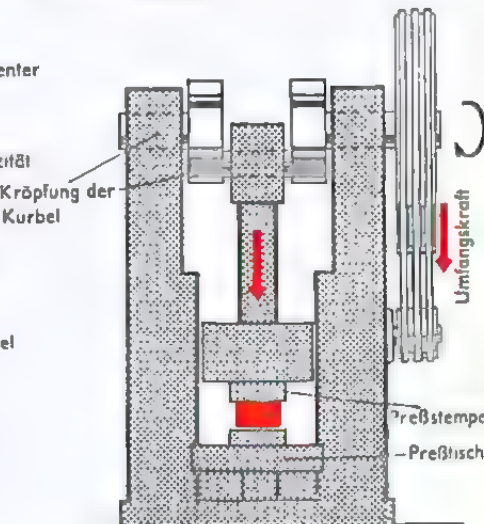 enter
zität
Kröpfung der
Kurbel
el
Umfangskraft
Preßstempe
Preßtisch